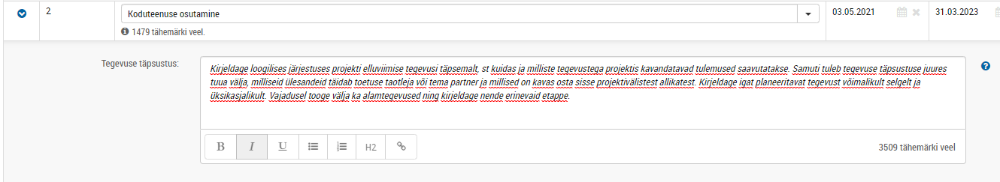 2
Koduteenuse osutamine
03.05.2021
31.03.2023
1479 tähemärki veel.
Tegevuse täpsustus:
Kirjeldage loogilises järjestuses projekti elluviimise tegevusi täpsemalt, st kuidas ja milliste tegevustega projektis kavandatavad tulemused saavutatakse. Samuti tuleb tegevuse täpsustuse juures
tuua välja, milliseid ülesandeid täidab toetuse taotleja või tema partner ja millised on kavas osta sisse projektivälistest allikatest. Kirjeldage igat planeeritavat tegevust võimalikult selgelt ja
üksikasjalikult. Vajadusel tooge välja ka alamtegevused ning kirjeldage nende erinevaid etappe.
B I U H2
3509 tähemärki veel